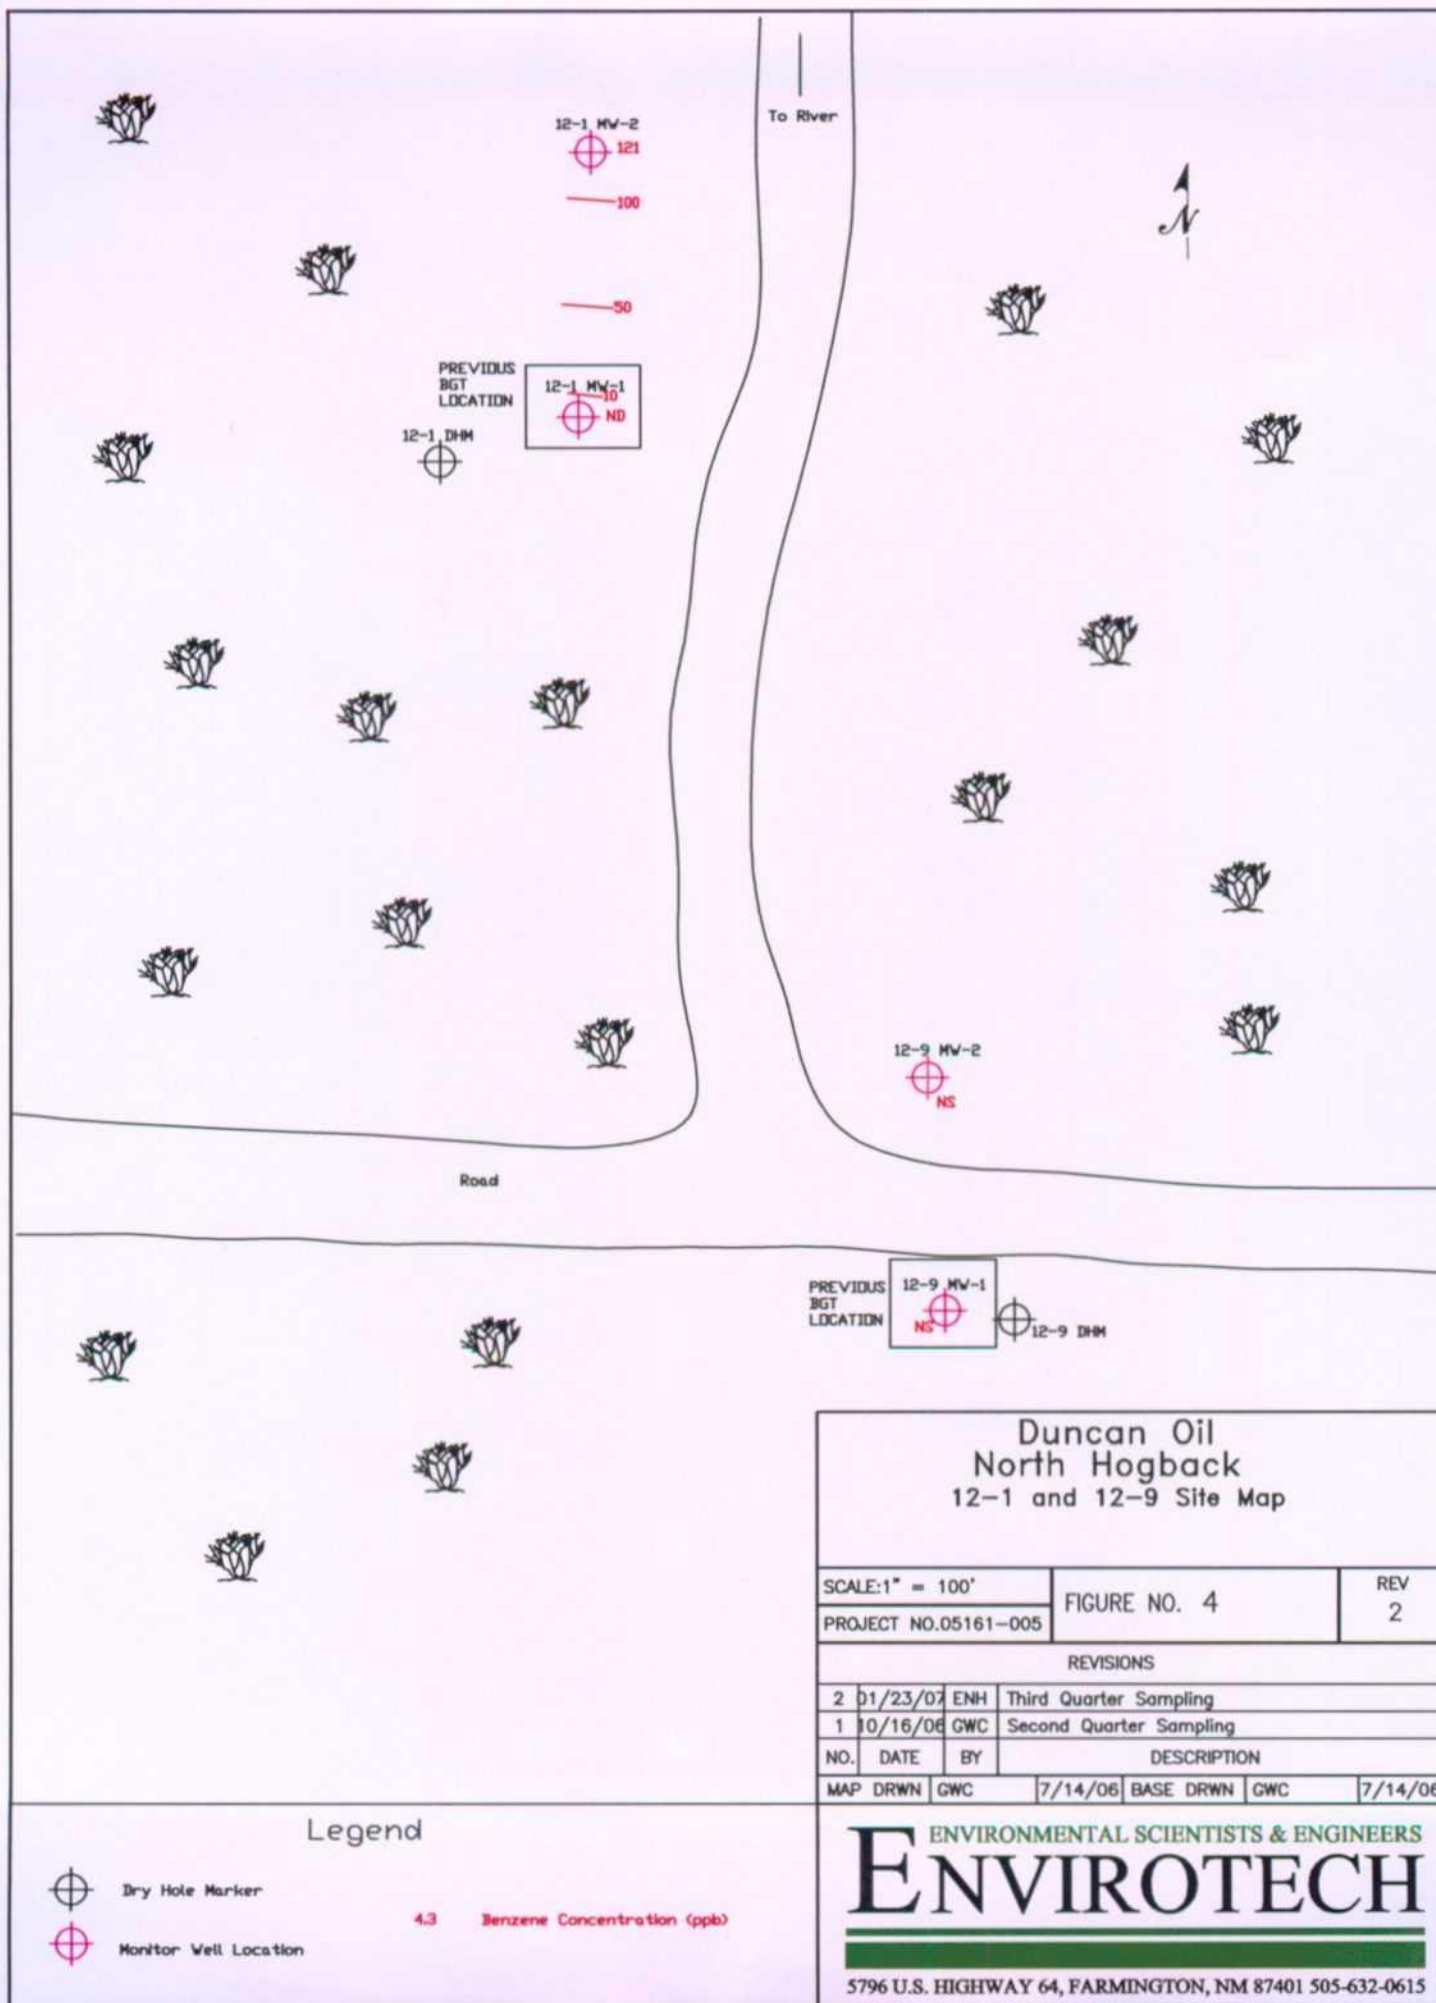 To River
12-1 MW-2
121
100
50
PREVIOUS
BGT
LOCATION
12-1 MW-1
10
ND
12-1 DHM
N
12-9 MW-2
NS
Road
PREVIOUS
BGT
LOCATION
12-9 MW-1
NS
12-9 DHM
Duncan Oil
North Hogback
12-1 and 12-9 Site Map
SCALE:1" = 100'
FIGURE NO. 4
REV
2
PROJECT NO.05161-005
REVISIONS
2 01/23/07 ENH Third Quarter Sampling
1 10/16/06 GWC Second Quarter Sampling
NO. DATE BY DESCRIPTION
MAP DRWN GWC 7/14/06 BASE DRWN GWC 7/14/06
Legend
Dry Hole Marker
4.3 Benzene Concentration (ppb)
Monitor Well Location
ENVIRONMENTAL SCIENTISTS & ENGINEERS
ENVIROTECH
5796 U.S. HIGHWAY 64, FARMINGTON, NM 87401 505-632-0615